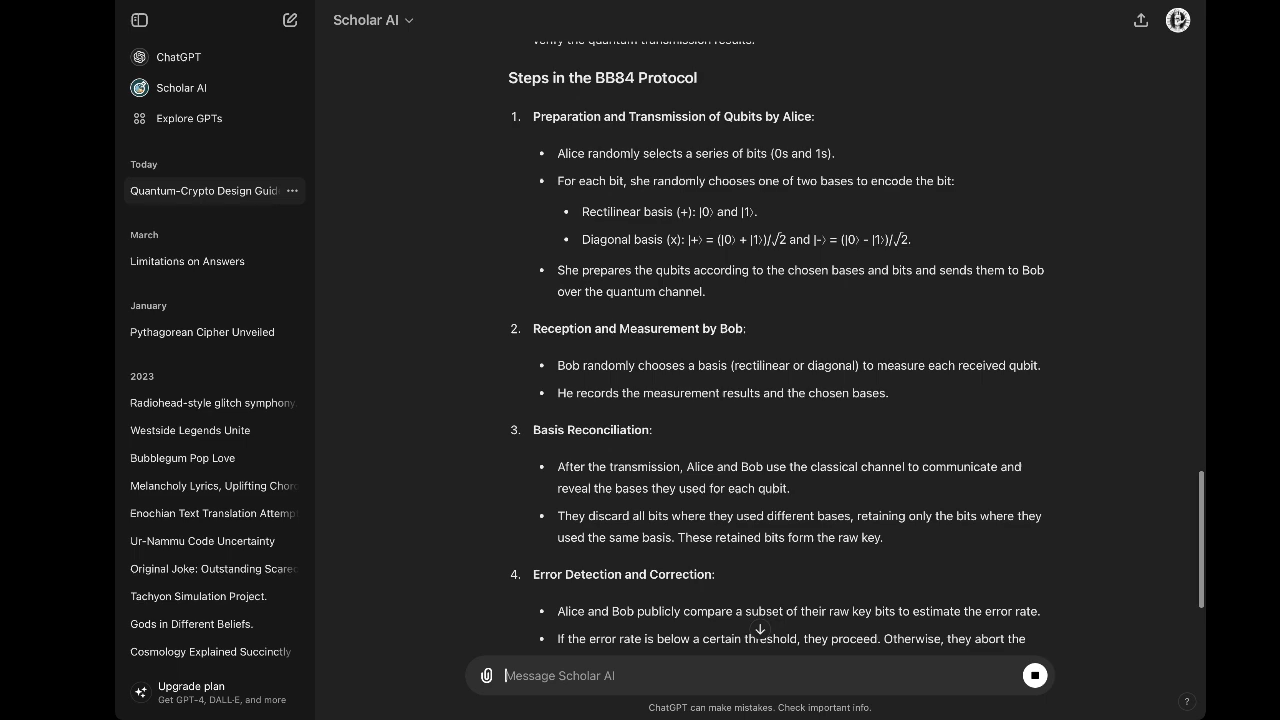 Scholar AI
ChatGPT
Scholar AI
Explore GPTs
Today
Quantum-Crypto Design Guid
March
Limitations on Answers
January
Pythagorean Cipher Unveiled
2023
Radiohead-style glitch symphony.
Westside Legends Unite
Bubblegum Pop Love
Melancholy Lyrics, Uplifting Chor
Enochian Text Translation Attempt
Ur-Nammu Code Uncertainty
Original Joke: Outstanding Scarec
Tachyon Simulation Project.
Gods in Different Beliefs.
Cosmology Explained Succinctly
Upgrade plan
Get GPT-4, DALL·E, and more
verify the quantum transmission results.
Steps in the BB84 Protocol
1. Preparation and Transmission of Qubits by Alice:
• Alice randomly selects a series of bits (0s and 1s).
• For each bit, she randomly chooses one of two bases to encode the bit:
• Rectilinear basis (+): |0⟩ and |1⟩.
• Diagonal basis (x): |+⟩ = (|0⟩ + |1⟩)/√2 and |-⟩ = (|0⟩ - |1⟩)/√2.
• She prepares the qubits according to the chosen bases and bits and sends them to Bob
over the quantum channel.
2. Reception and Measurement by Bob:
• Bob randomly chooses a basis (rectilinear or diagonal) to measure each received qubit.
• He records the measurement results and the chosen bases.
3. Basis Reconciliation:
• After the transmission, Alice and Bob use the classical channel to communicate and
reveal the bases they used for each qubit.
• They discard all bits where they used different bases, retaining only the bits where they
used the same basis. These retained bits form the raw key.
4. Error Detection and Correction:
• Alice and Bob publicly compare a subset of their raw key bits to estimate the error rate.
• If the error rate is below a certain threshold, they proceed. Otherwise, they abort the
Message Scholar AI
ChatGPT can make mistakes. Check important info.
?